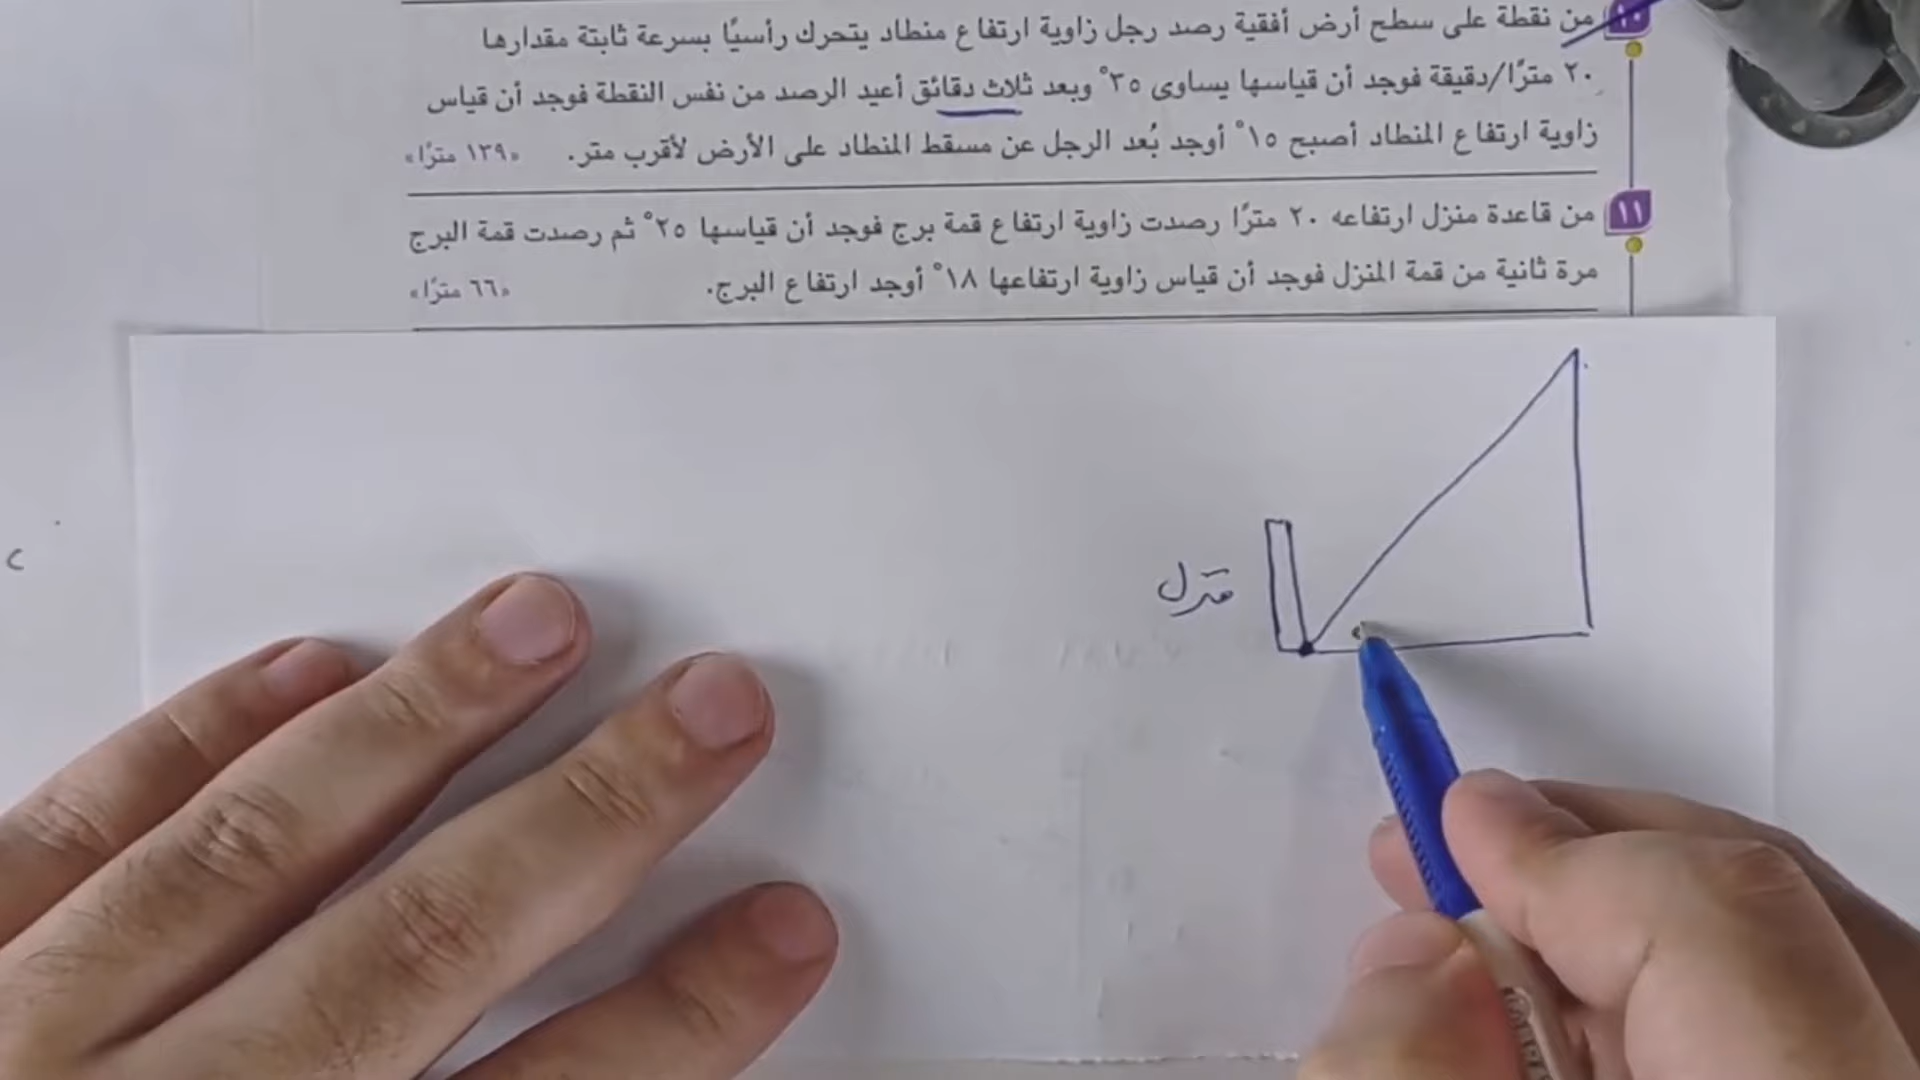 ١٠ من نقطة على سطح أرض أفقية رصد رجل زاوية ارتفاع منطاد يتحرك رأسيًا بسرعة ثابتة مقدارها
٢٠ مترًا/دقيقة فوجد أن قياسها يساوى ٣٥° وبعد ثلاث دقائق أعيد الرصد من نفس النقطة فوجد أن قياس
زاوية ارتفاع المنطاد أصبح ١٥° أوجد بُعد الرجل عن مسقط المنطاد على الأرض لأقرب متر. «١٣٩ مترًا»
١١ من قاعدة منزل ارتفاعه ٢٠ مترًا رصدت زاوية ارتفاع قمة برج فوجد أن قياسها ٢٥° ثم رصدت قمة البرج
مرة ثانية من قمة المنزل فوجد أن قياس زاوية ارتفاعها ١٨° أوجد ارتفاع البرج. «٦٦ مترًا»
منزل